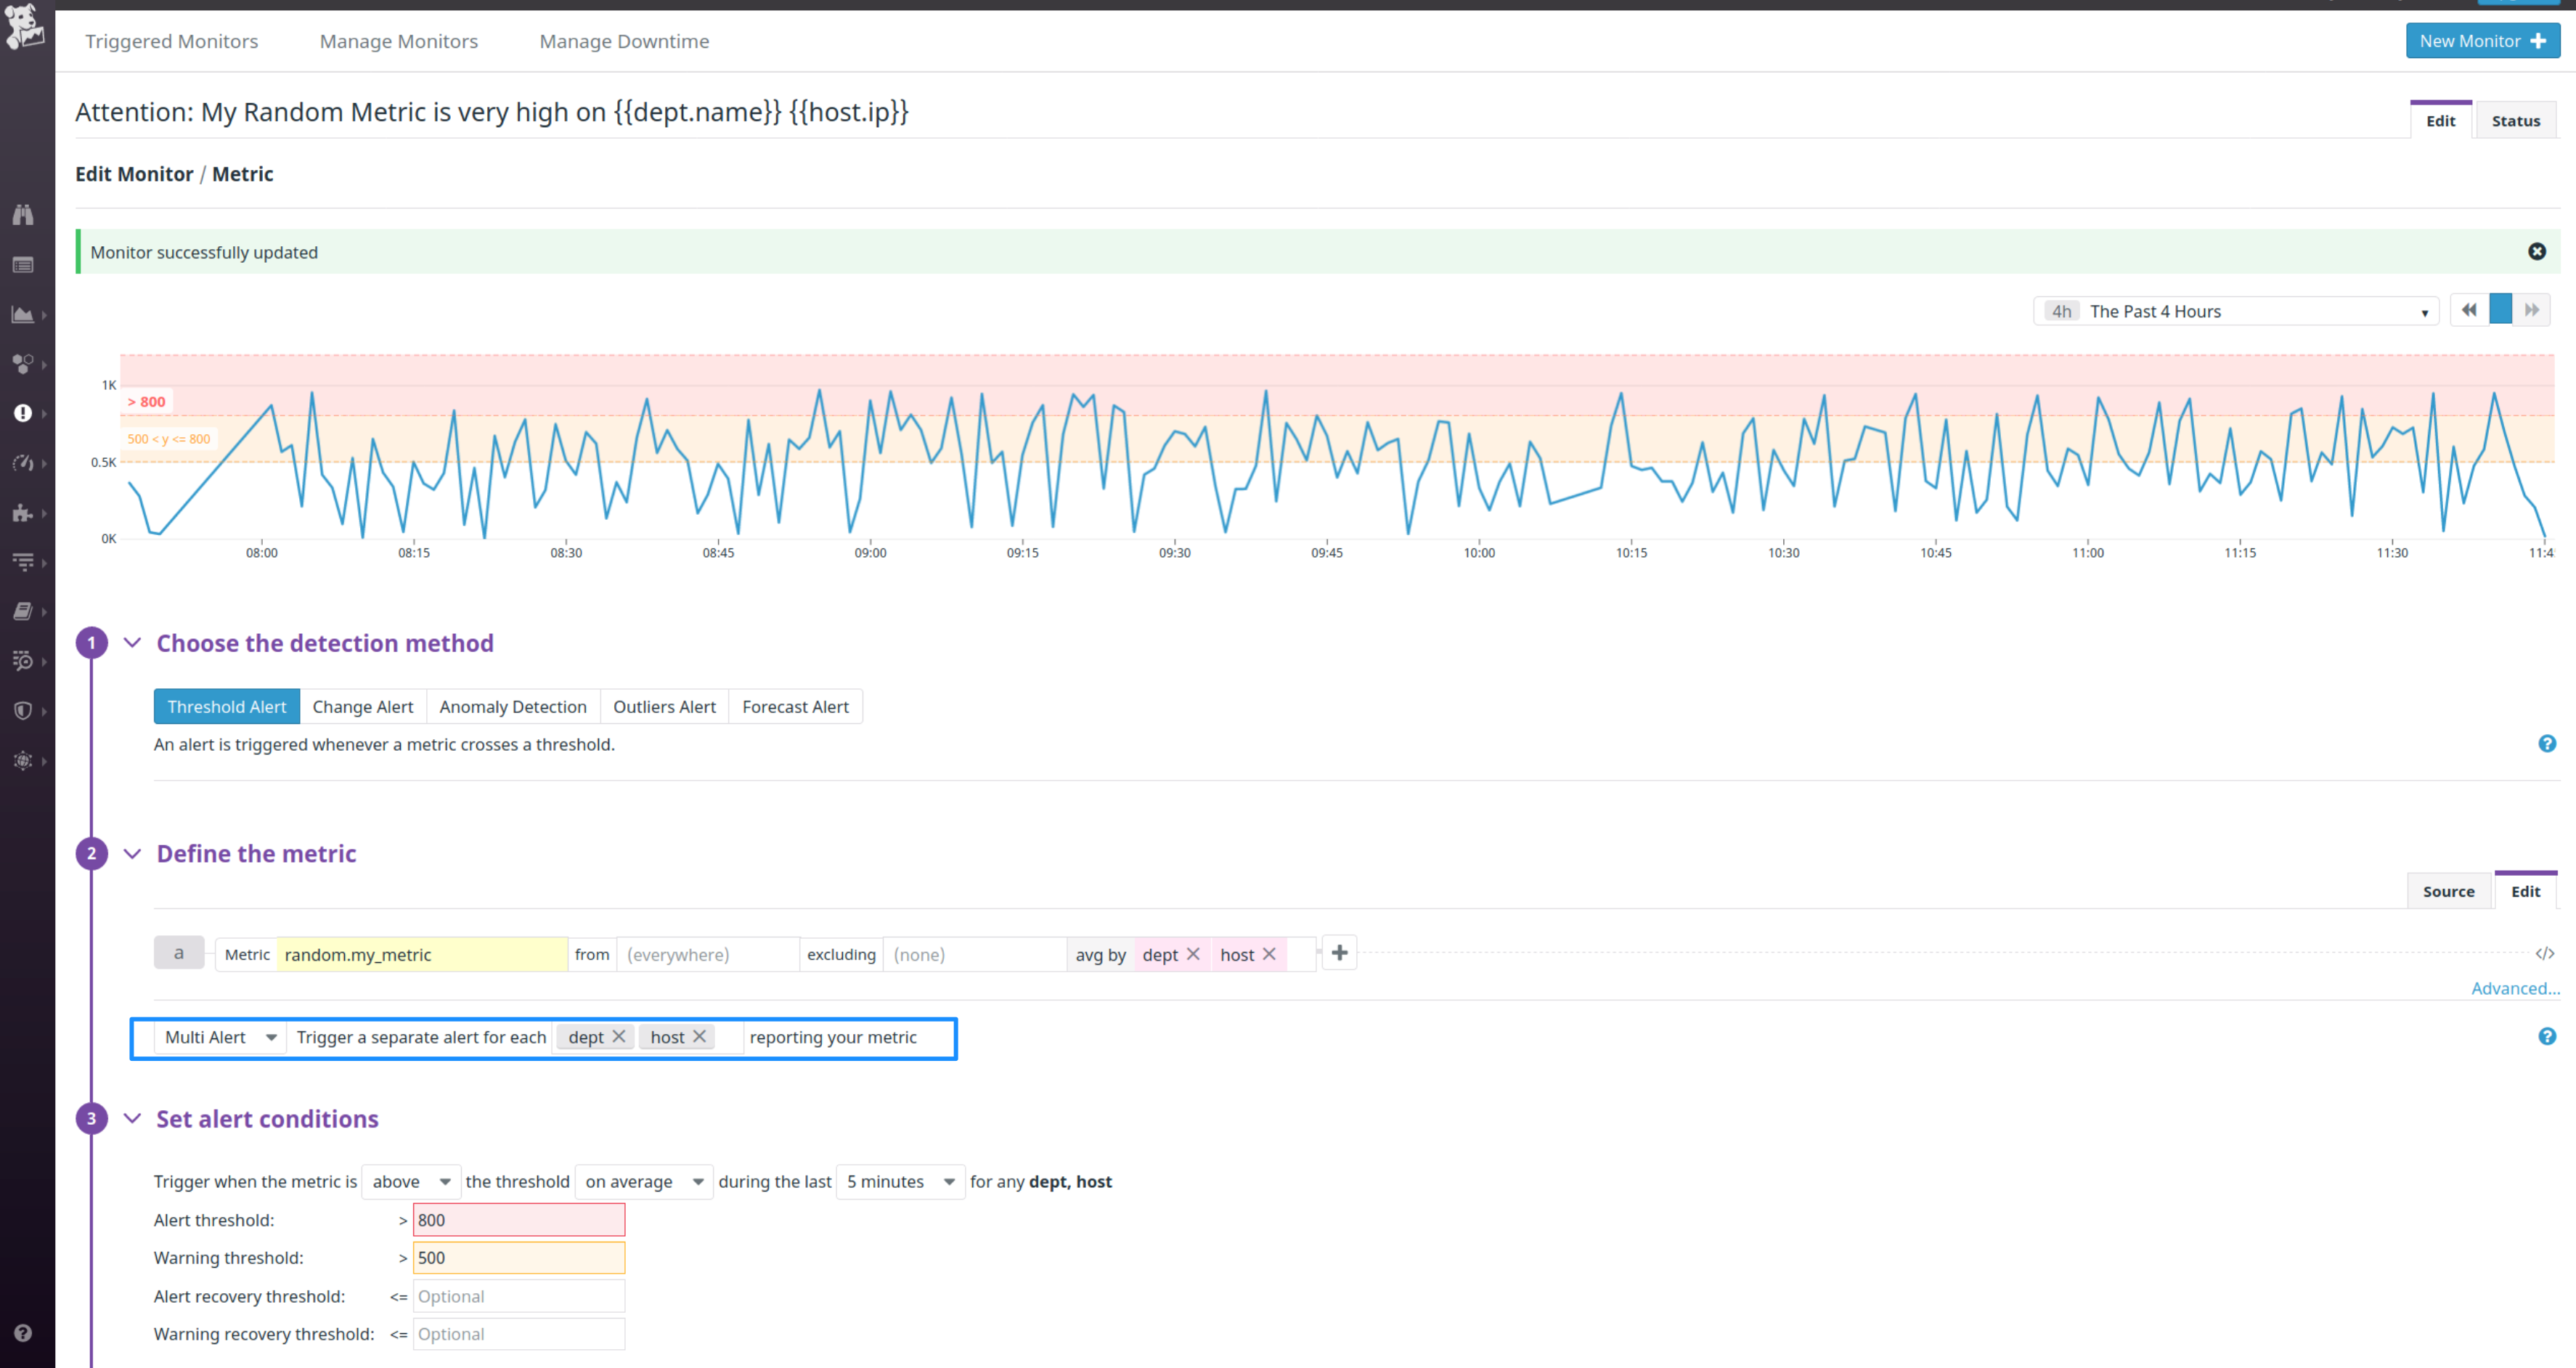 Triggered Monitors Manage Monitors Manage Downtime New Monitor
Attention: My Random Metric is very high on {{dept.name}} {{host.ip}}
Edit Status
Edit Monitor / Metric
Monitor successfully updated
4h The Past 4 Hours
1K
> 800
500 < y <= 800
0.5K
0K
08:00 08:15 08:30 08:45 09:00 09:15 09:30 09:45 10:00 10:15 10:30 10:45 11:00 11:15 11:30 11:4
1 Choose the detection method
Threshold Alert Change Alert Anomaly Detection Outliers Alert Forecast Alert
An alert is triggered whenever a metric crosses a threshold.
2 Define the metric
Source Edit
a Metric random.my_metric from (everywhere) excluding (none) avg by dept host
Advanced...
Multi Alert Trigger a separate alert for each dept host reporting your metric
3 Set alert conditions
Trigger when the metric is above the threshold on average during the last 5 minutes for any dept, host
Alert threshold: > 800
Warning threshold: > 500
Alert recovery threshold: <= Optional
Warning recovery threshold: <= Optional